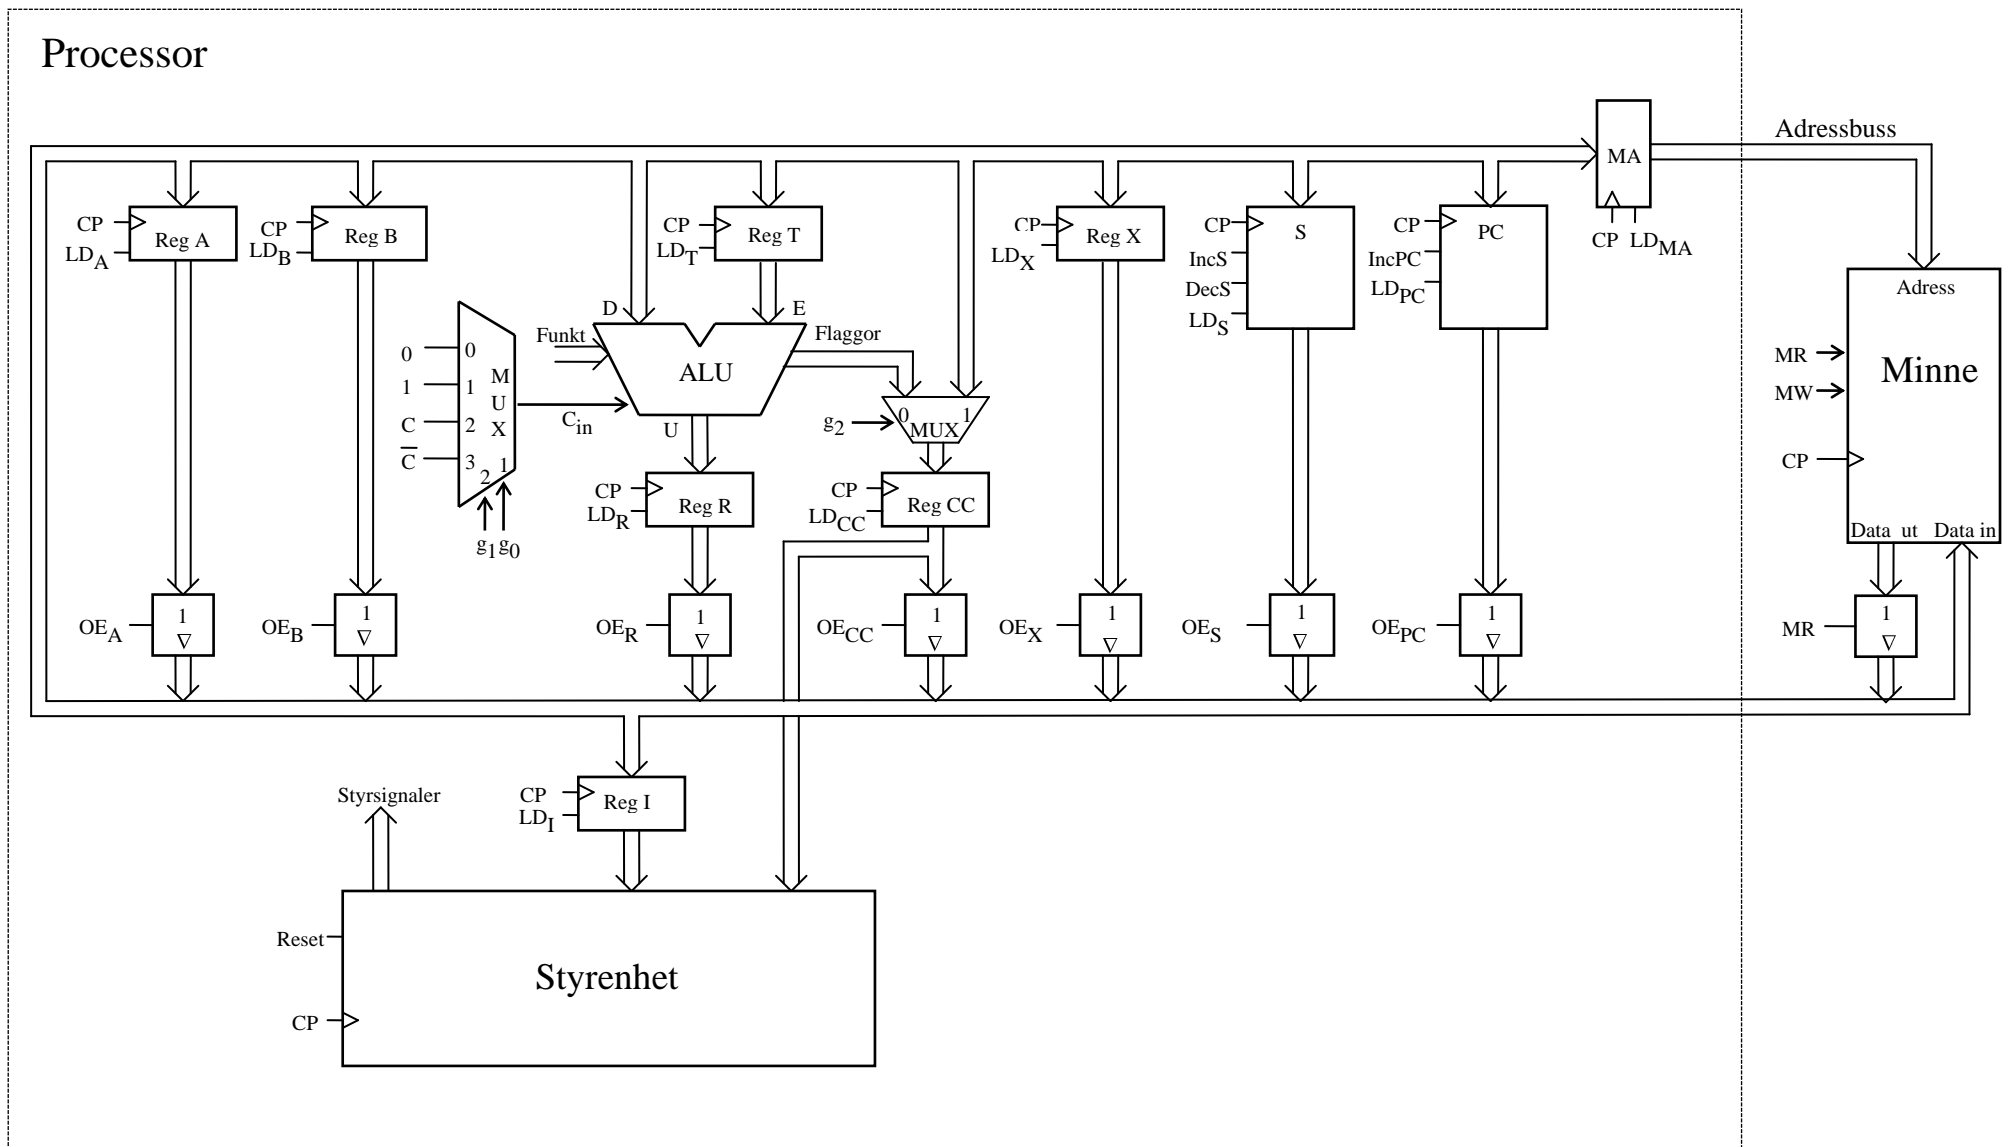 Processor
Adressbuss
MA
CP LD_MA
CP
LD_A
Reg A
CP
LD_B
Reg B
CP
LD_T
Reg T
CP
LD_X
Reg X
CP
IncS
DecS
LD_S
S
CP
IncPC
LD_PC
PC
Adress
Minne
MR
MW
CP
Data ut Data in
0
1
C
C̅
0
1
2
3
M
U
X
2 1
g1 g0
C_in
Funkt
D
E
ALU
U
Flaggor
g2
0 1
MUX
CP
LD_R
Reg R
CP
LD_CC
Reg CC
OE_A
1
∇
OE_B
1
∇
OE_R
1
∇
OE_CC
1
∇
OE_X
1
∇
OE_S
1
∇
OE_PC
1
∇
MR
1
∇
Styrsignaler
CP
LD_I
Reg I
Reset
CP
Styrenhet